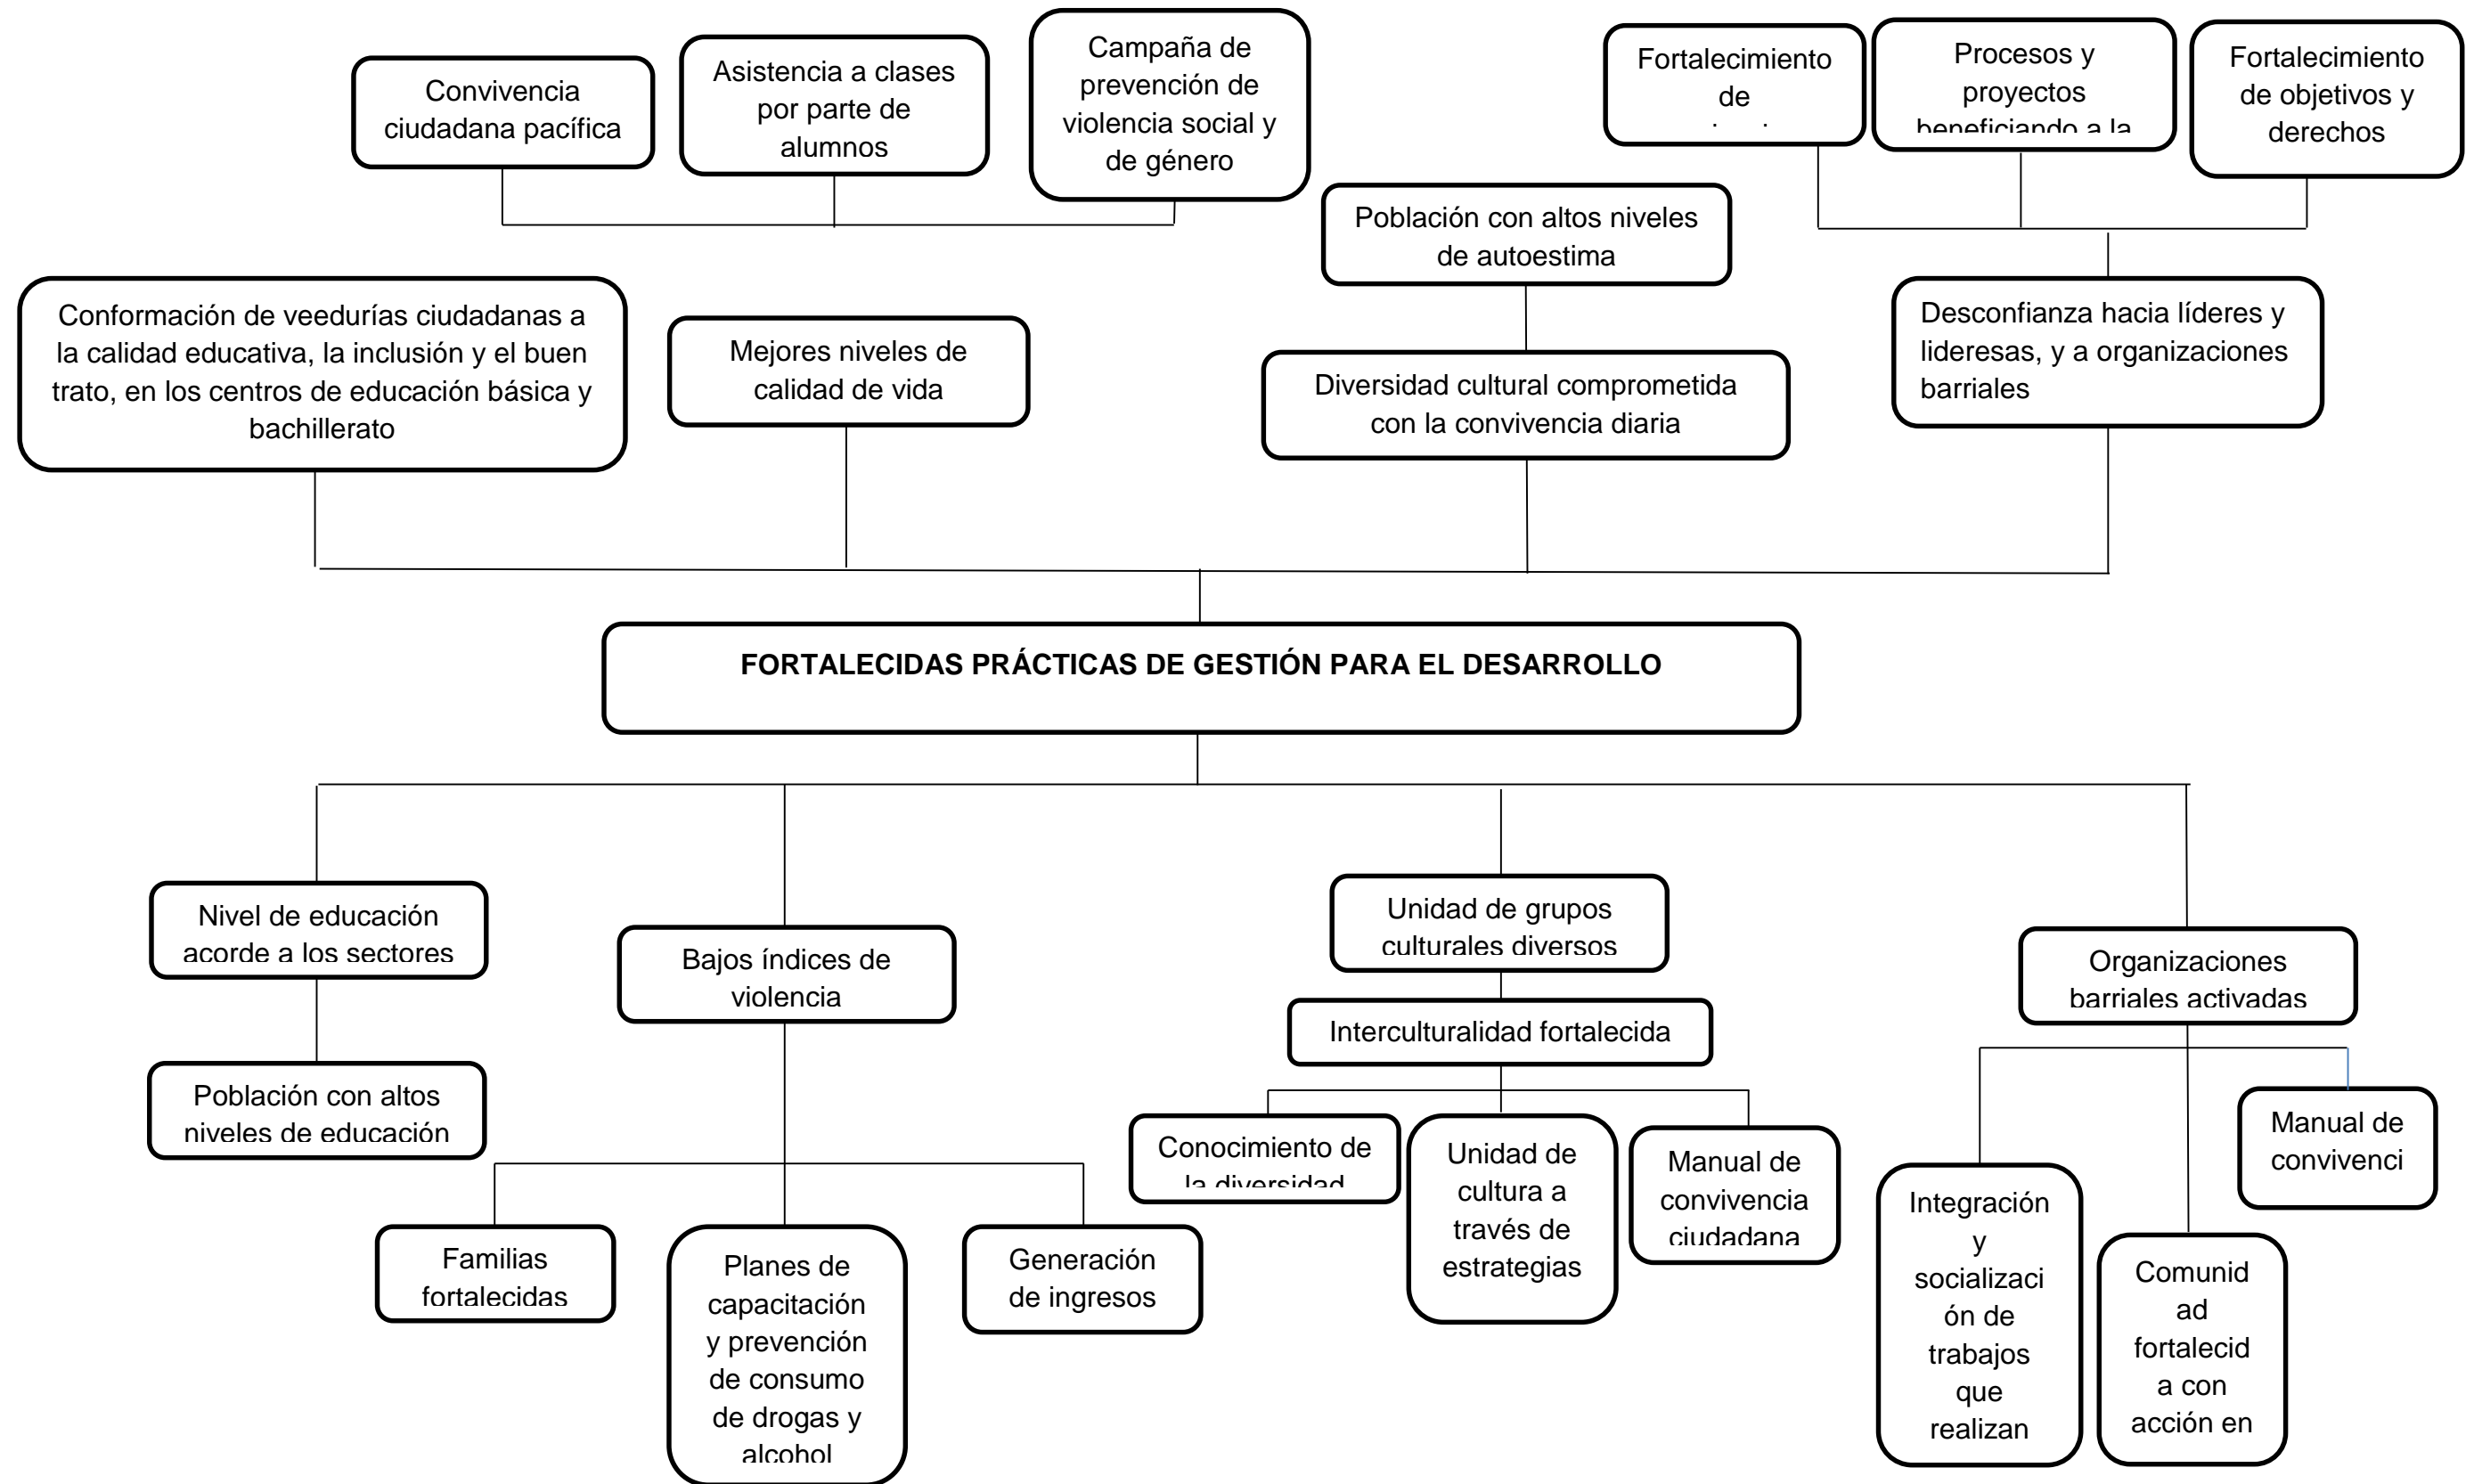 Convivencia
ciudadana pacífica
Asistencia a clases
por parte de
alumnos
Campaña de
prevención de
violencia social y
de género
Fortalecimiento
de
Procesos y
proyectos
beneficiando a la
Fortalecimiento
de objetivos y
derechos
Población con altos niveles
de autoestima
Conformación de veedurías ciudadanas a
la calidad educativa, la inclusión y el buen
trato, en los centros de educación básica y
bachillerato
Mejores niveles de
calidad de vida
Diversidad cultural comprometida
con la convivencia diaria
Desconfianza hacia líderes y
lideresas, y a organizaciones
barriales
FORTALECIDAS PRÁCTICAS DE GESTIÓN PARA EL DESARROLLO
Nivel de educación
acorde a los sectores
Bajos índices de
violencia
Unidad de grupos
culturales diversos
Organizaciones
barriales activadas
Interculturalidad fortalecida
Población con altos
niveles de educación
Conocimiento de
la diversidad
Unidad de
cultura a
través de
estrategias
Manual de
convivencia
ciudadana
Manual de
convivenci
Integración
y
socializaci
ón de
trabajos
que
realizan
Comunid
ad
fortalecid
a con
acción en
Familias
fortalecidas
Planes de
capacitación
y prevención
de consumo
de drogas y
alcohol
Generación
de ingresos